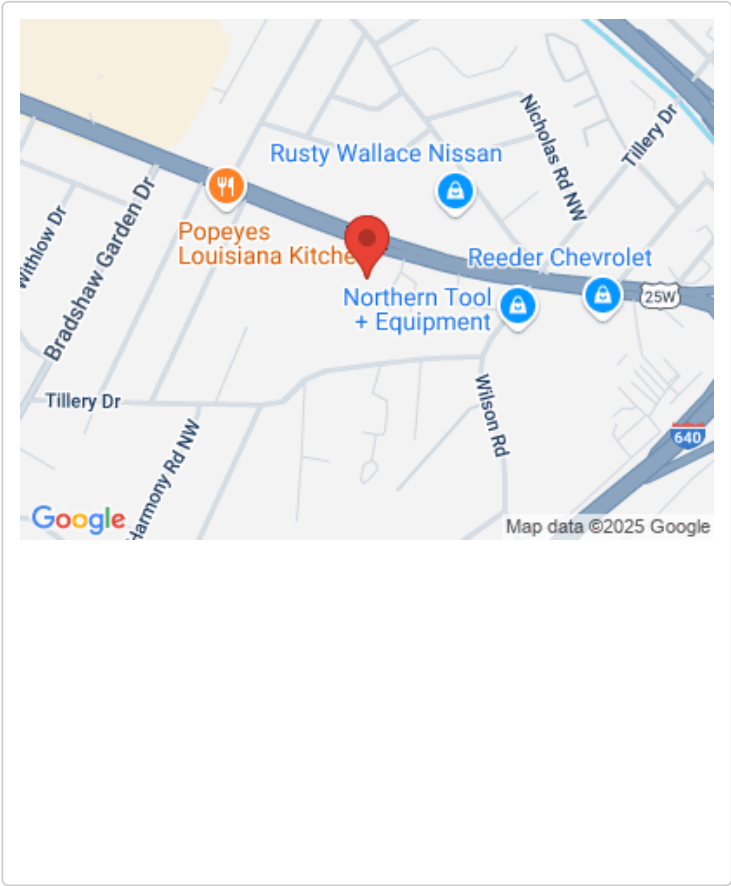 Rusty Wallace Nissan
Nicholas Rd NW
Tillery Dr
Withlow Dr
Bradshaw Garden Dr
Popeyes
Louisiana Kitche
Reeder Chevrolet
Northern Tool
+ Equipment
25W
Tillery Dr
Wilson Rd
Harmony Rd NW
640
Google
Map data ©2025 Google